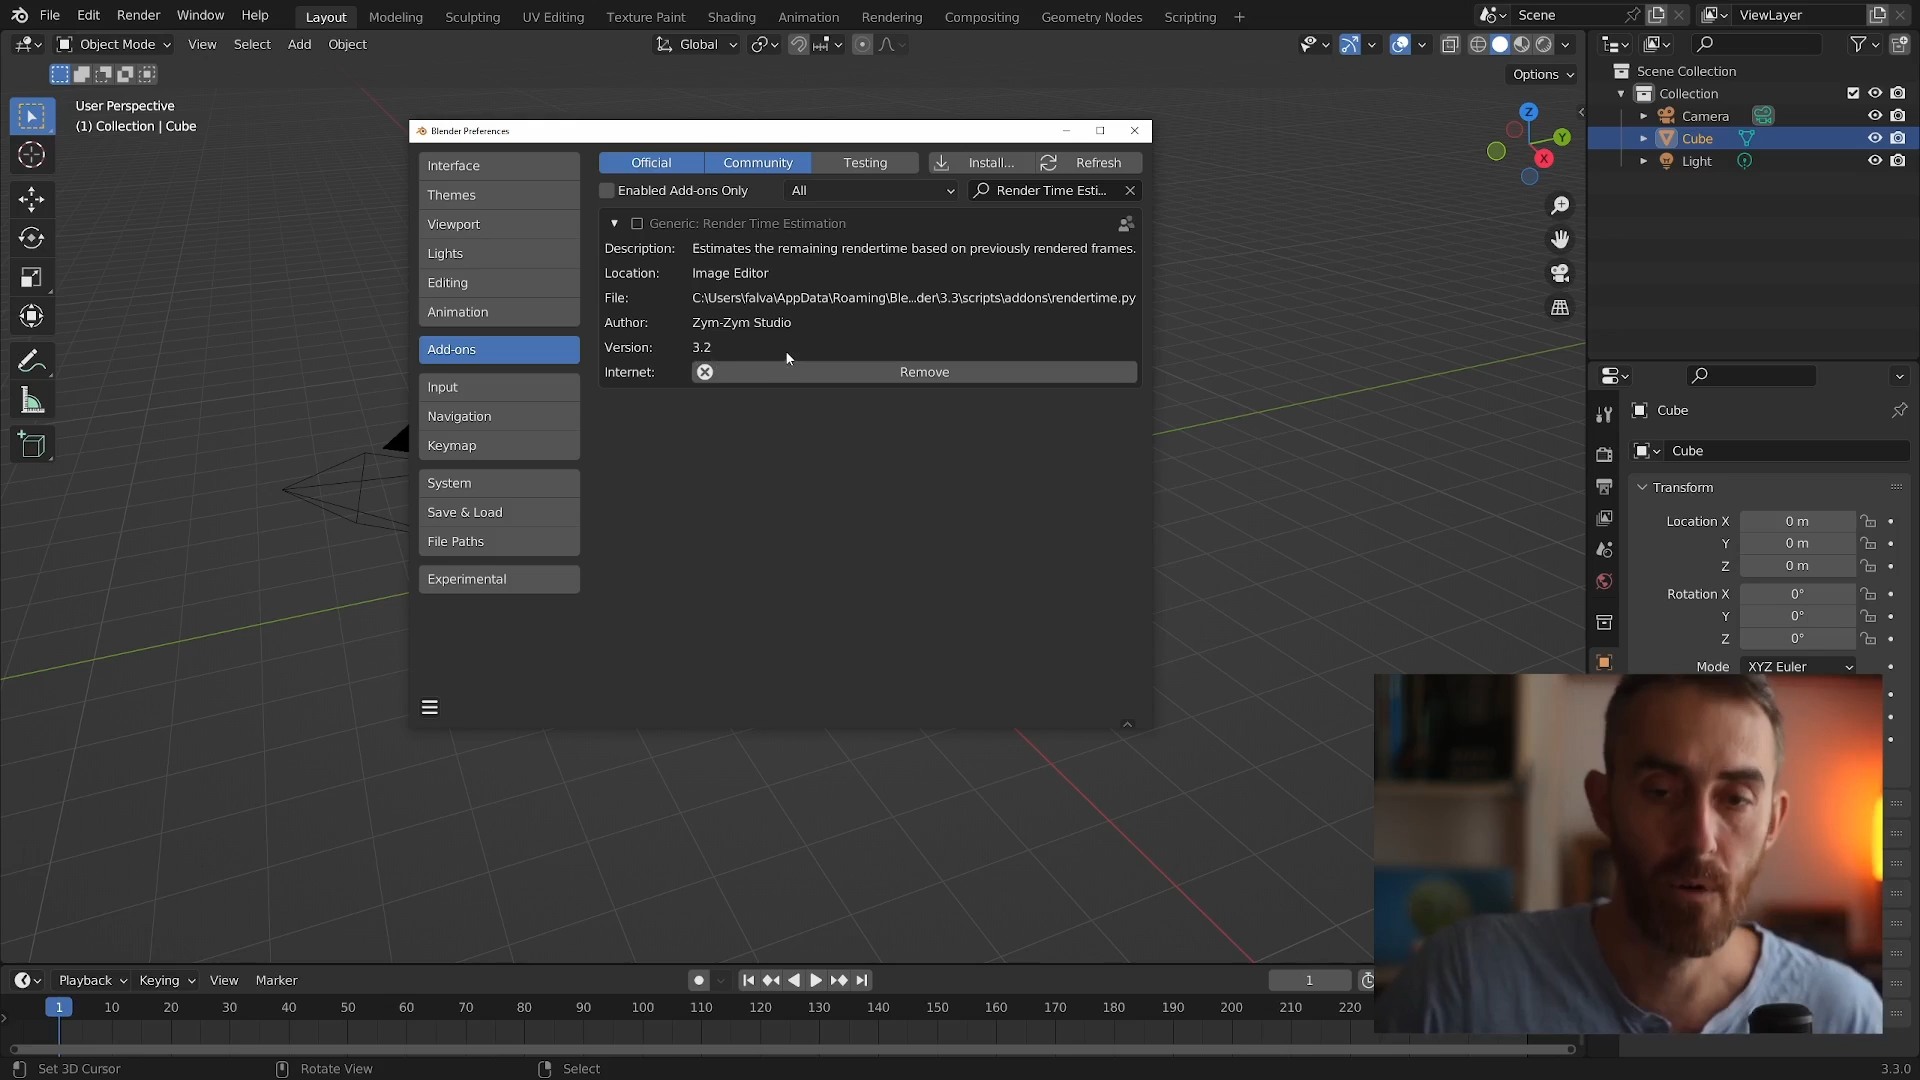 File Edit Render Window Help Layout Modeling Sculpting UV Editing Texture Paint Shading Animation Rendering Compositing Geometry Nodes Scripting + Scene ViewLayer
Object Mode View Select Add Object Global
Options
User Perspective
(1) Collection | Cube
Z
Y
X
Scene Collection
Collection
Camera
Cube
Light
Blender Preferences
Interface
Themes
Viewport
Lights
Editing
Animation
Add-ons
Input
Navigation
Keymap
System
Save & Load
File Paths
Experimental
Official Community Testing Install... Refresh
Enabled Add-ons Only All Render Time Esti...
Generic: Render Time Estimation
Description: Estimates the remaining rendertime based on previously rendered frames.
Location: Image Editor
File: C:\Users\falva\AppData\Roaming\Ble...der\3.3\scripts\addons\rendertime.py
Author: Zym-Zym Studio
Version: 3.2
Internet: Remove
Cube
Cube
Transform
Location X 0 m
Y 0 m
Z 0 m
Rotation X 0°
Y 0°
Z 0°
Mode XYZ Euler
Playback Keying View Marker 1
1 10 20 30 40 50 60 70 80 90 100 110 120 130 140 150 160 170 180 190 200 210 220
Set 3D Cursor Rotate View Select 3.3.0